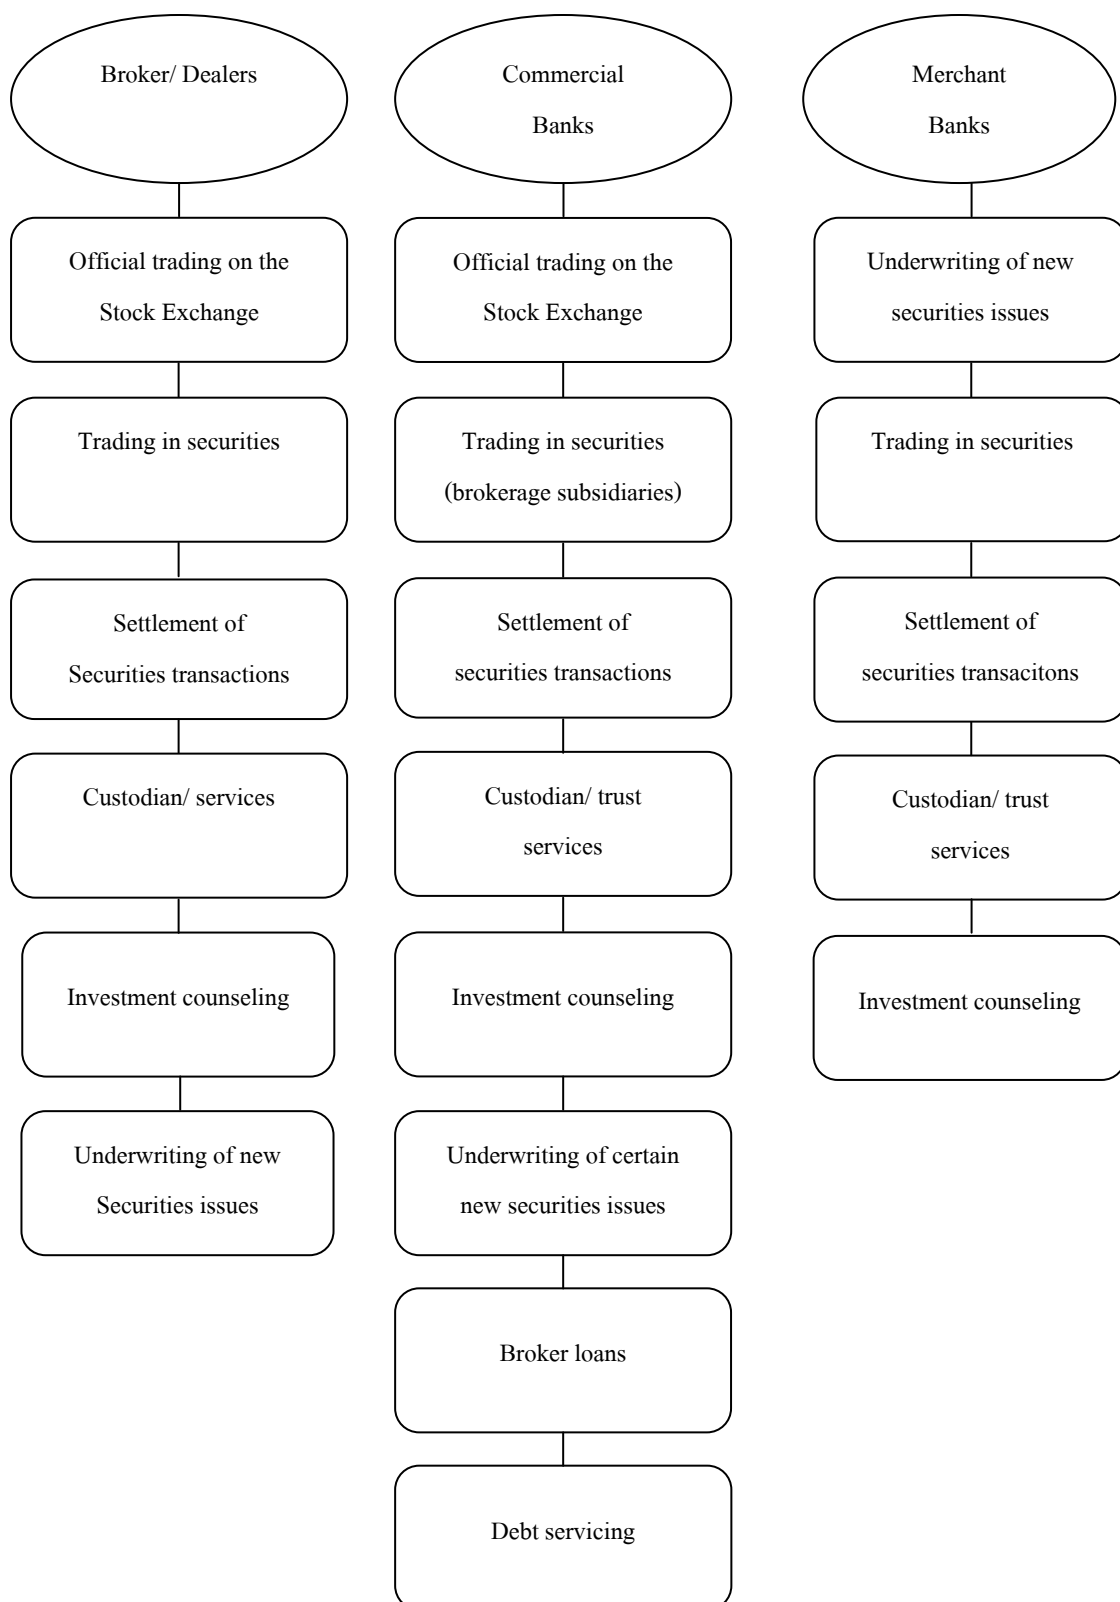 Broker/ Dealers
Official trading on the
Stock Exchange
Trading in securities
Settlement of
Securities transactions
Custodian/ services
Investment counseling
Underwriting of new
Securities issues
Commercial
Banks
Official trading on the
Stock Exchange
Trading in securities
(brokerage subsidiaries)
Settlement of
securities transactions
Custodian/ trust
services
Investment counseling
Underwriting of certain
new securities issues
Broker loans
Debt servicing
Merchant
Banks
Underwriting of new
securities issues
Trading in securities
Settlement of
securities transacitons
Custodian/ trust
services
Investment counseling